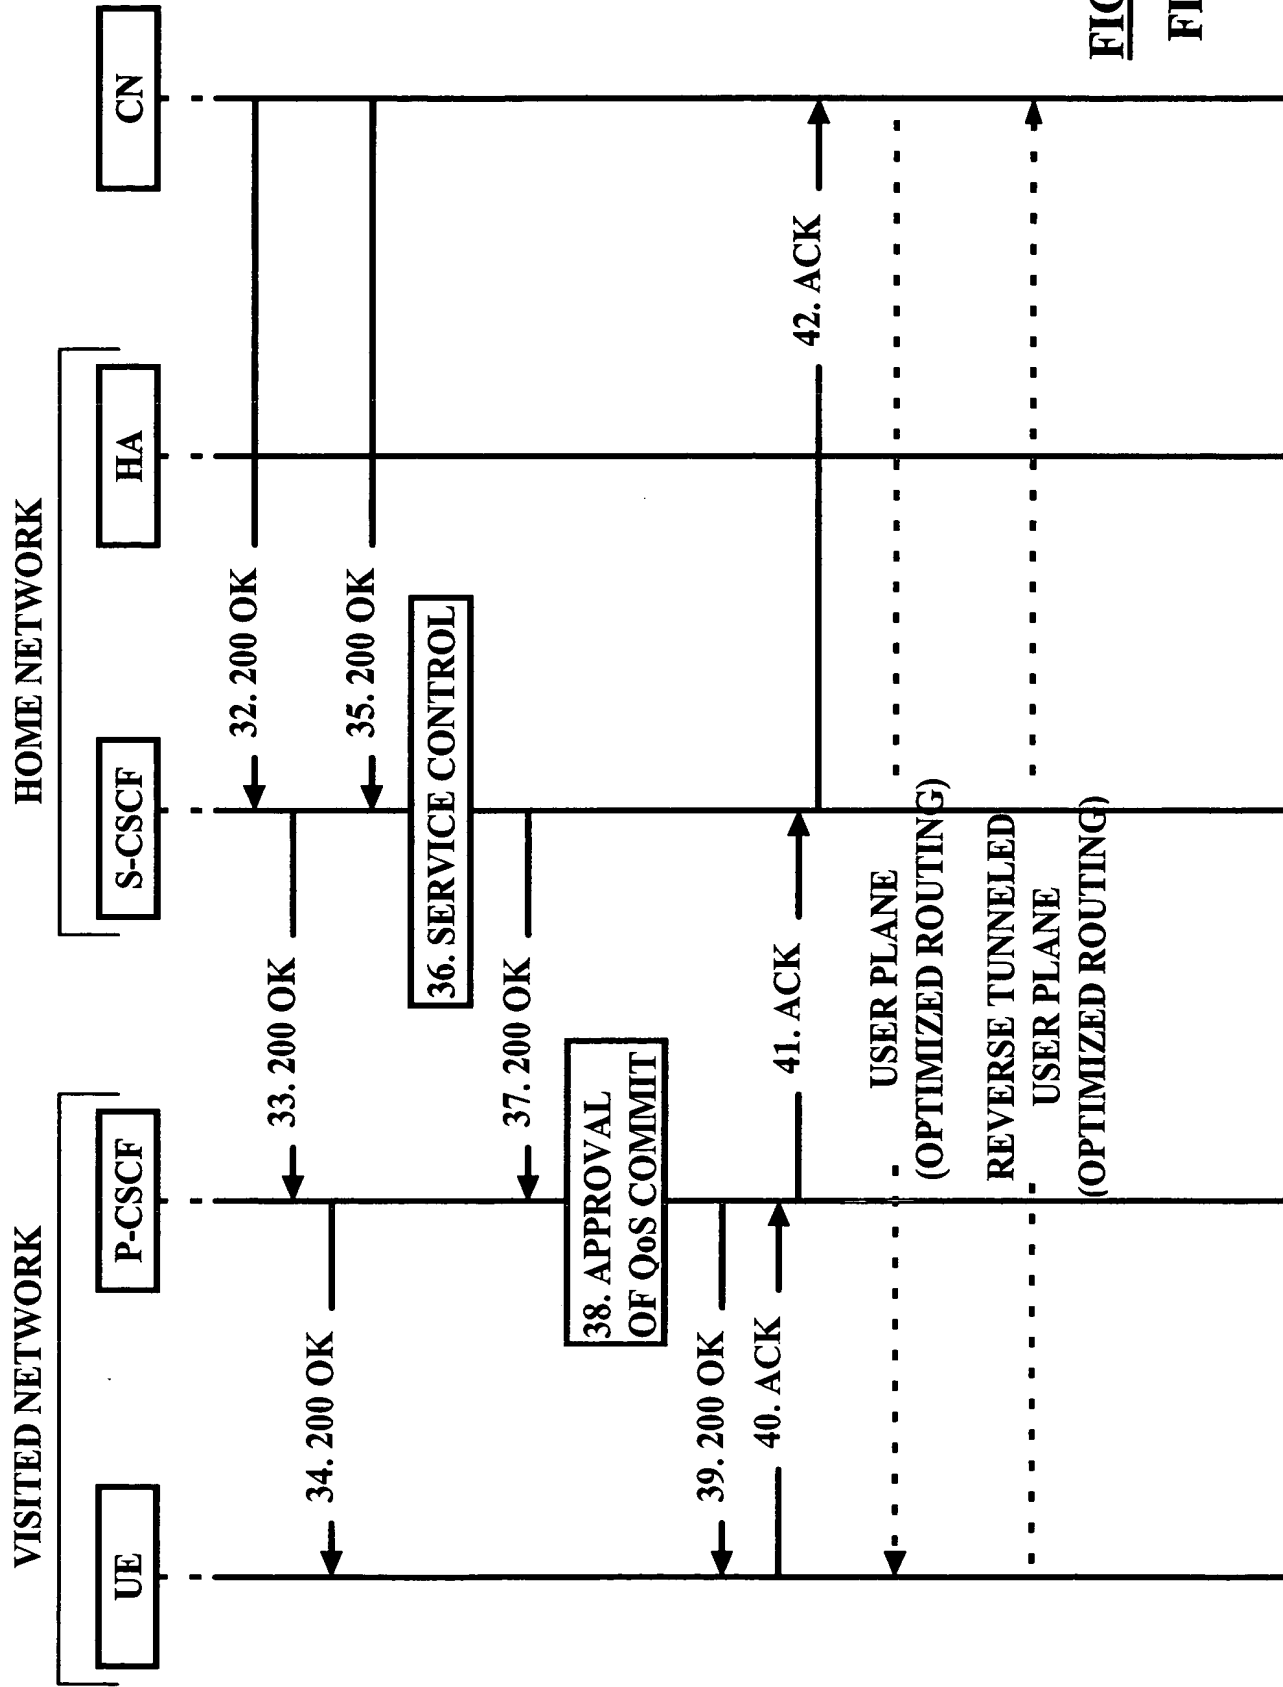 VISITED NETWORK
HOME NETWORK
UE
P-CSCF
S-CSCF
HA
CN
32. 200 OK
33. 200 OK
34. 200 OK
35. 200 OK
36. SERVICE CONTROL
37. 200 OK
38. APPROVAL
OF QoS COMMIT
39. 200 OK
40. ACK
41. ACK
42. ACK
USER PLANE
(OPTIMIZED ROUTING)
REVERSE TUNNELED
USER PLANE
(OPTIMIZED ROUTING)